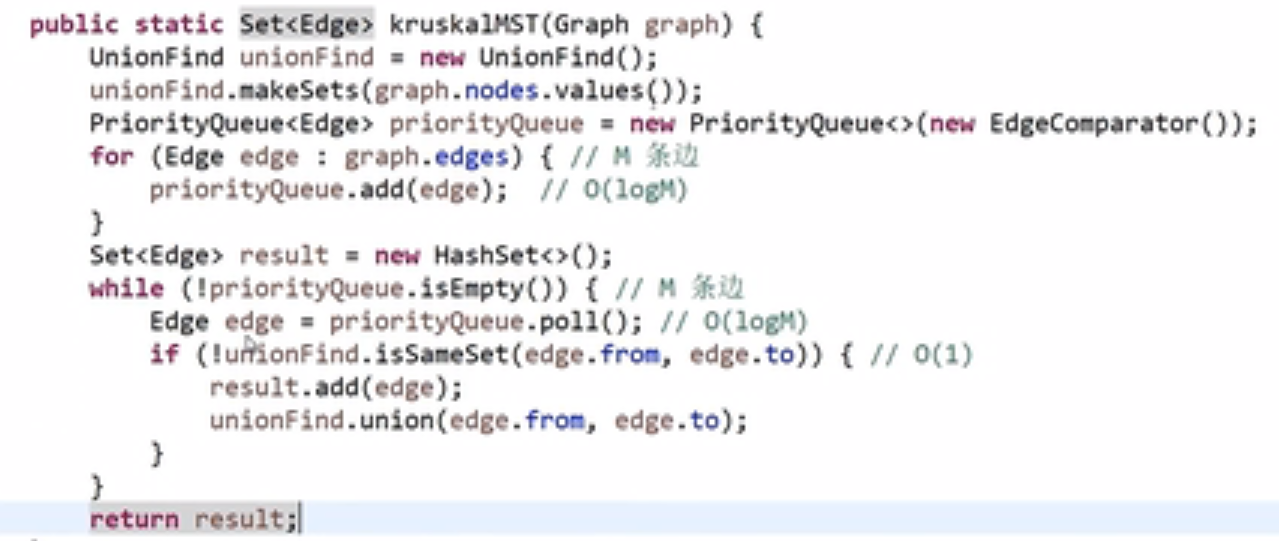 public static Set<Edge> kruskalMST(Graph graph) {
UnionFind unionFind = new UnionFind();
unionFind.makeSets(graph.nodes.values());
PriorityQueue<Edge> priorityQueue = new PriorityQueue<>(new EdgeComparator());
for (Edge edge : graph.edges) { // M 条边
priorityQueue.add(edge);  // O(logM)
}
Set<Edge> result = new HashSet<>();
while (!priorityQueue.isEmpty()) { // M 条边
Edge edge = priorityQueue.poll(); // O(logM)
if (!unionFind.isSameSet(edge.from, edge.to)) { // O(1)
result.add(edge);
unionFind.union(edge.from, edge.to);
}
}
return result;